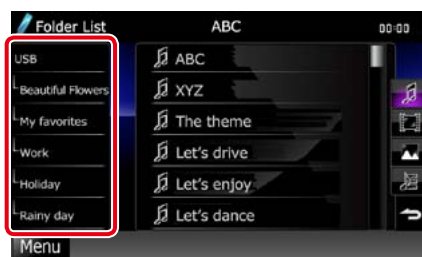 Folder List
ABC
00:00
USB
Beautiful Flowers
My favorites
Work
Holiday
Rainy day
ABC
XYZ
The theme
Let's drive
Let's enjoy
Let's dance
Menu